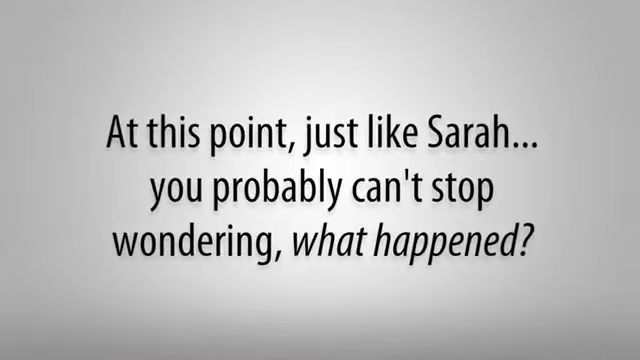 At this point, just like Sarah...
you probably can't stop
wondering, what happened?